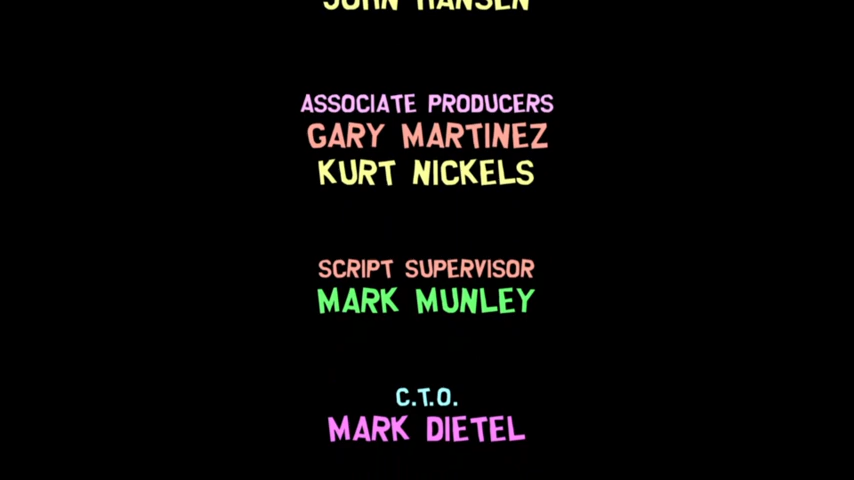 JOHN HANSEN
ASSOCIATE PRODUCERS
GARY MARTINEZ
KURT NICKELS
SCRIPT SUPERVISOR
MARK MUNLEY
C.T.O.
MARK DIETEL